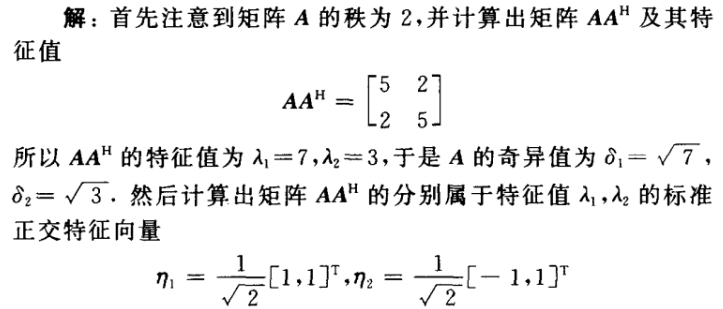 解：首先注意到矩阵 A 的秩为 2，并计算出矩阵 AAᴴ 及其特
征值
AAᴴ = [5 2
2 5]
所以 AAᴴ 的特征值为 λ₁=7，λ₂=3，于是 A 的奇异值为 δ₁=√7，
δ₂=√3．然后计算出矩阵 AAᴴ 的分别属于特征值 λ₁，λ₂ 的标准
正交特征向量
η₁ = 1/√2 [1，1]ᵀ，η₂ = 1/√2 [－1，1]ᵀ